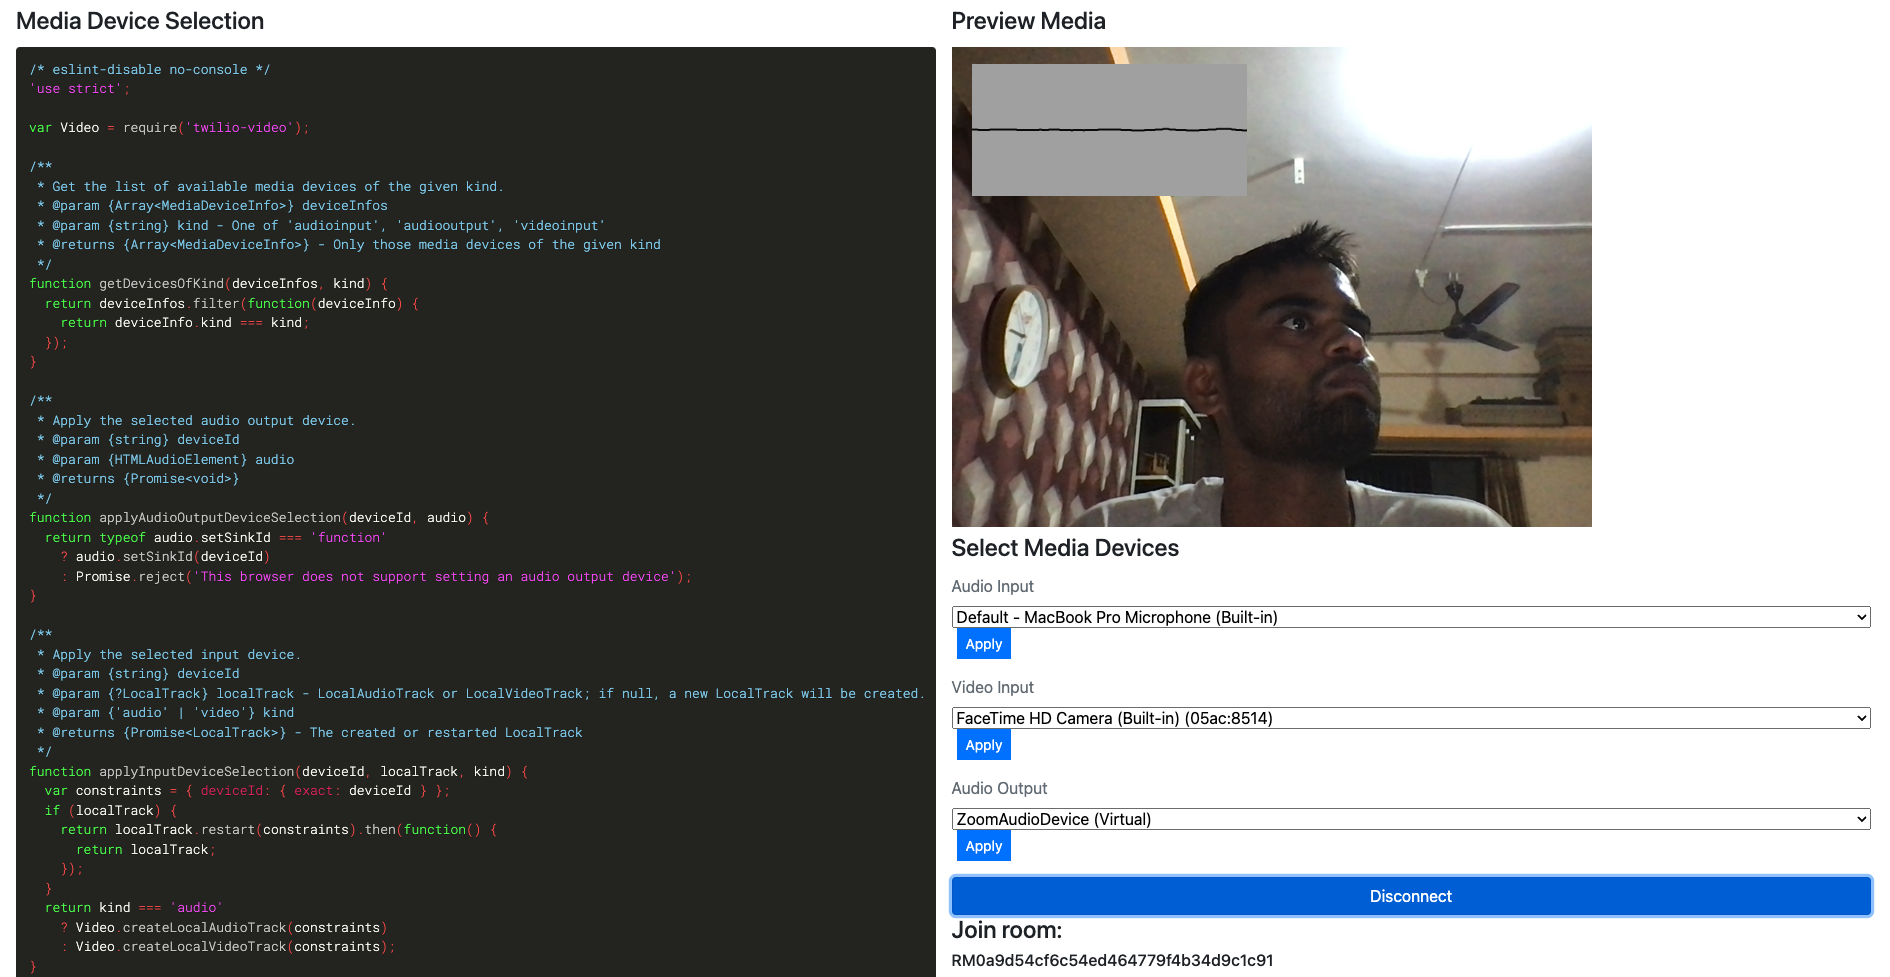 Media Device Selection
/* eslint-disable no-console */
'use strict';
var Video = require('twilio-video');
/**
 * Get the list of available media devices of the given kind.
 * @param {Array<MediaDeviceInfo>} deviceInfos
 * @param {string} kind - One of 'audioinput', 'audiooutput', 'videoinput'
 * @returns {Array<MediaDeviceInfo>} - Only those media devices of the given kind
 */
function getDevicesOfKind(deviceInfos, kind) {
  return deviceInfos.filter(function(deviceInfo) {
    return deviceInfo.kind === kind;
  });
}
/**
 * Apply the selected audio output device.
 * @param {string} deviceId
 * @param {HTMLAudioElement} audio
 * @returns {Promise<void>}
 */
function applyAudioOutputDeviceSelection(deviceId, audio) {
  return typeof audio.setSinkId === 'function'
    ? audio.setSinkId(deviceId)
    : Promise.reject('This browser does not support setting an audio output device');
}
/**
 * Apply the selected input device.
 * @param {string} deviceId
 * @param {?LocalTrack} localTrack - LocalAudioTrack or LocalVideoTrack; if null, a new LocalTrack will be created.
 * @param {'audio' | 'video'} kind
 * @returns {Promise<LocalTrack>} - The created or restarted LocalTrack
 */
function applyInputDeviceSelection(deviceId, localTrack, kind) {
  var constraints = { deviceId: { exact: deviceId } };
  if (localTrack) {
    return localTrack.restart(constraints).then(function() {
      return localTrack;
    });
  }
  return kind === 'audio'
    ? Video.createLocalAudioTrack(constraints)
    : Video.createLocalVideoTrack(constraints);
}
Preview Media
Select Media Devices
Audio Input
Default - MacBook Pro Microphone (Built-in)
Apply
Video Input
FaceTime HD Camera (Built-in) (05ac:8514)
Apply
Audio Output
ZoomAudioDevice (Virtual)
Apply
Disconnect
Join room:
RM0a9d54cf6c54ed464779f4b34d9c1c91